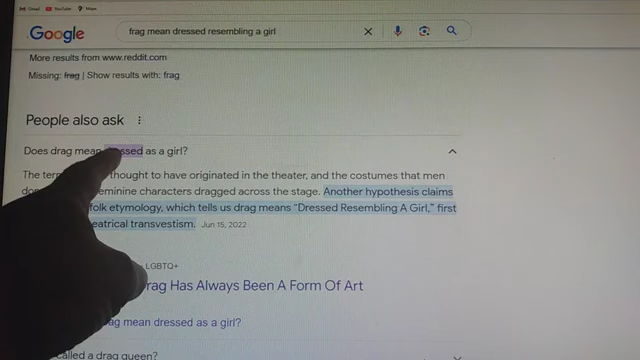 Gmail YouTube Maps
Google frag mean dressed resembling a girl
More results from www.reddit.com
Missing: frag | Show results with: frag
People also ask
Does drag mean dressed as a girl?
The term thought to have originated in the theater, and the costumes that men
feminine characters dragged across the stage. Another hypothesis claims
folk etymology, which tells us drag means “Dressed Resembling A Girl,” first
theatrical transvestism. Jun 15, 2022
LGBTQ+
Drag Has Always Been A Form Of Art
drag mean dressed as a girl?
called a drag queen?